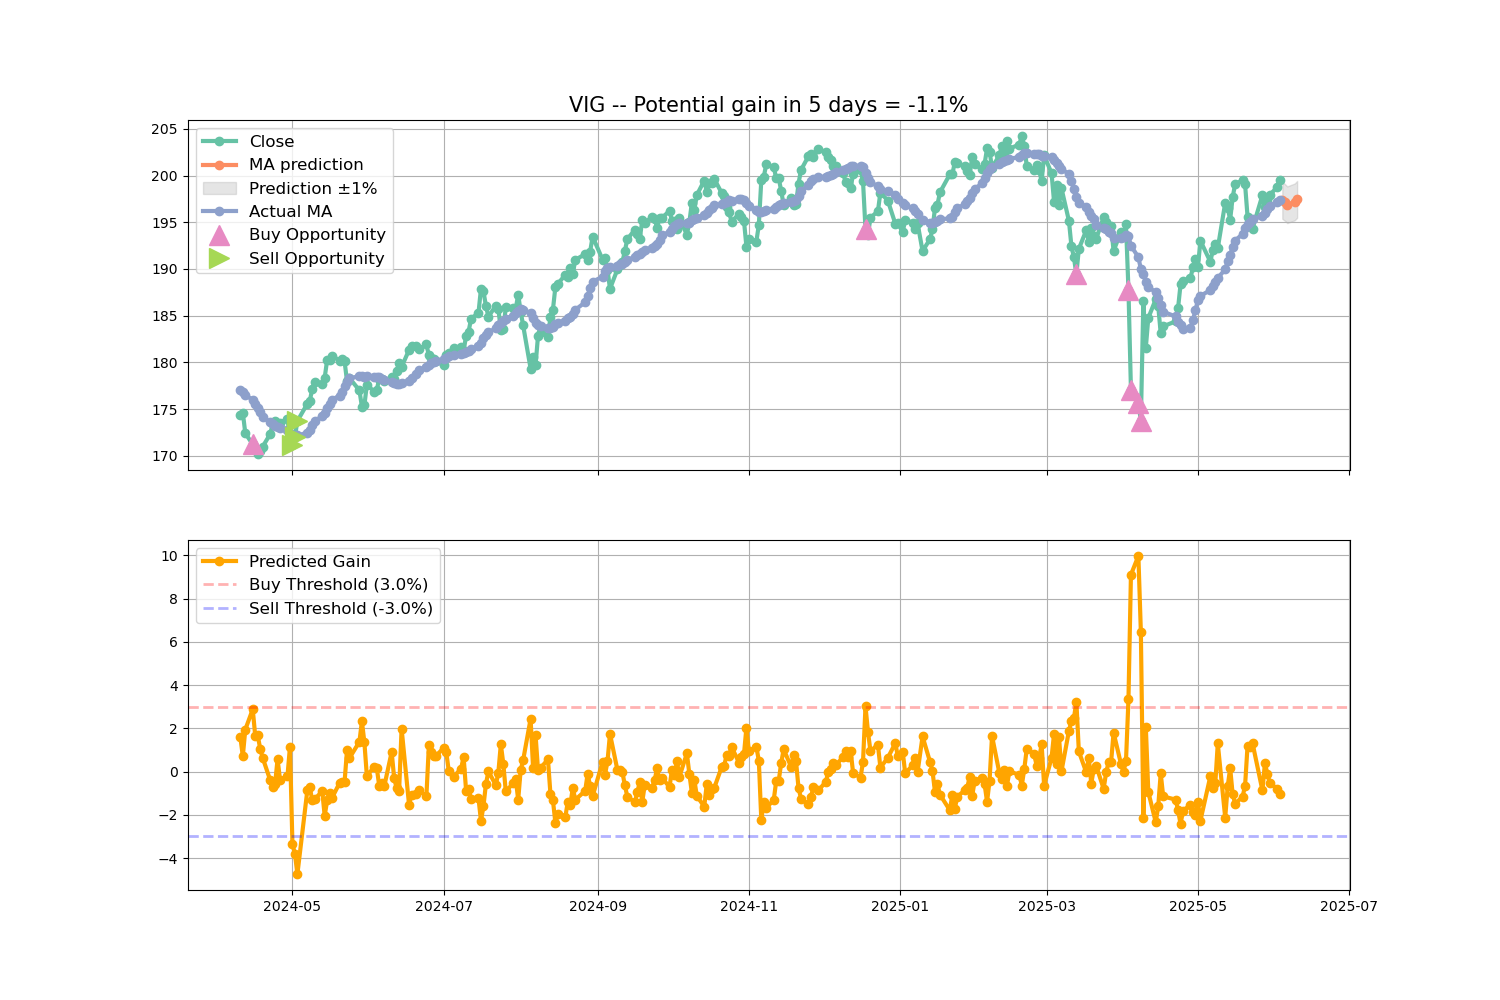 VIG -- Potential gain in 5 days = -1.1%
205
200
195
190
185
180
175
170
Close
MA prediction
Prediction ±1%
Actual MA
Buy Opportunity
Sell Opportunity
10
8
6
4
2
0
−2
−4
Predicted Gain
Buy Threshold (3.0%)
Sell Threshold (-3.0%)
2024-05
2024-07
2024-09
2024-11
2025-01
2025-03
2025-05
2025-07